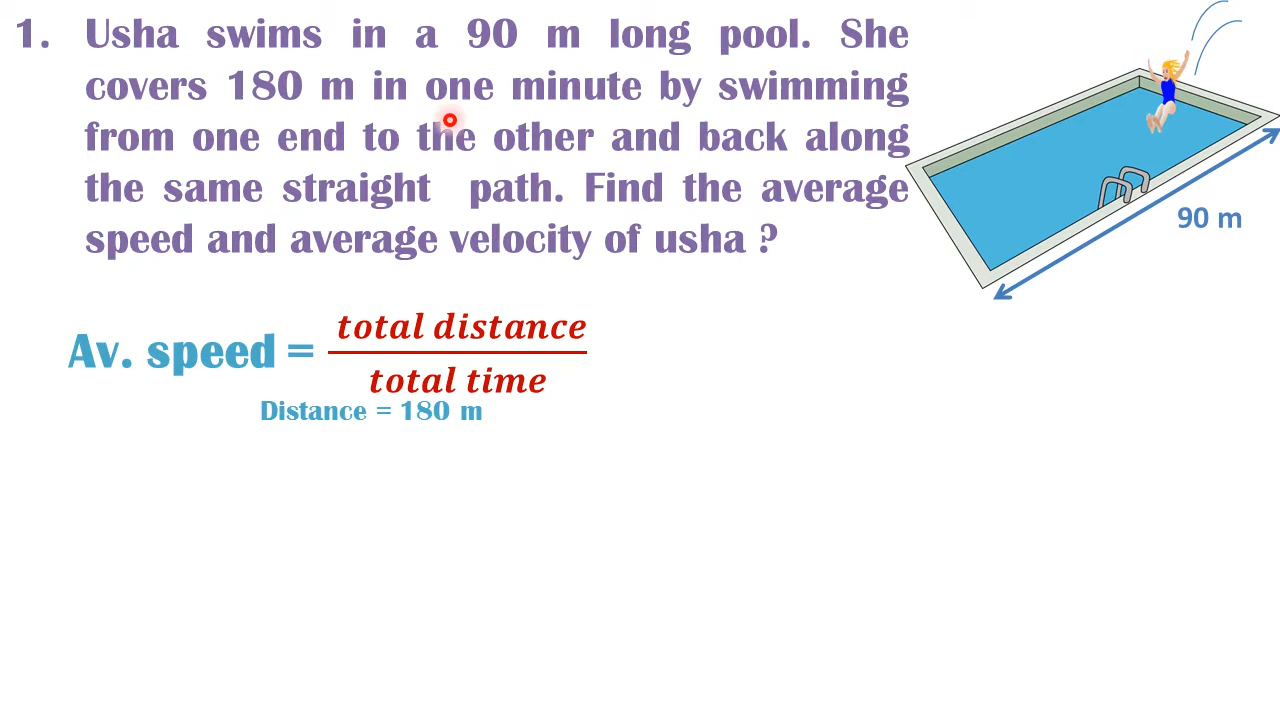 1. Usha swims in a 90 m long pool. She
covers 180 m in one minute by swimming
from one end to the other and back along
the same straight path. Find the average
speed and average velocity of usha ?
90 m
Av. speed = total distance / total time
Distance = 180 m